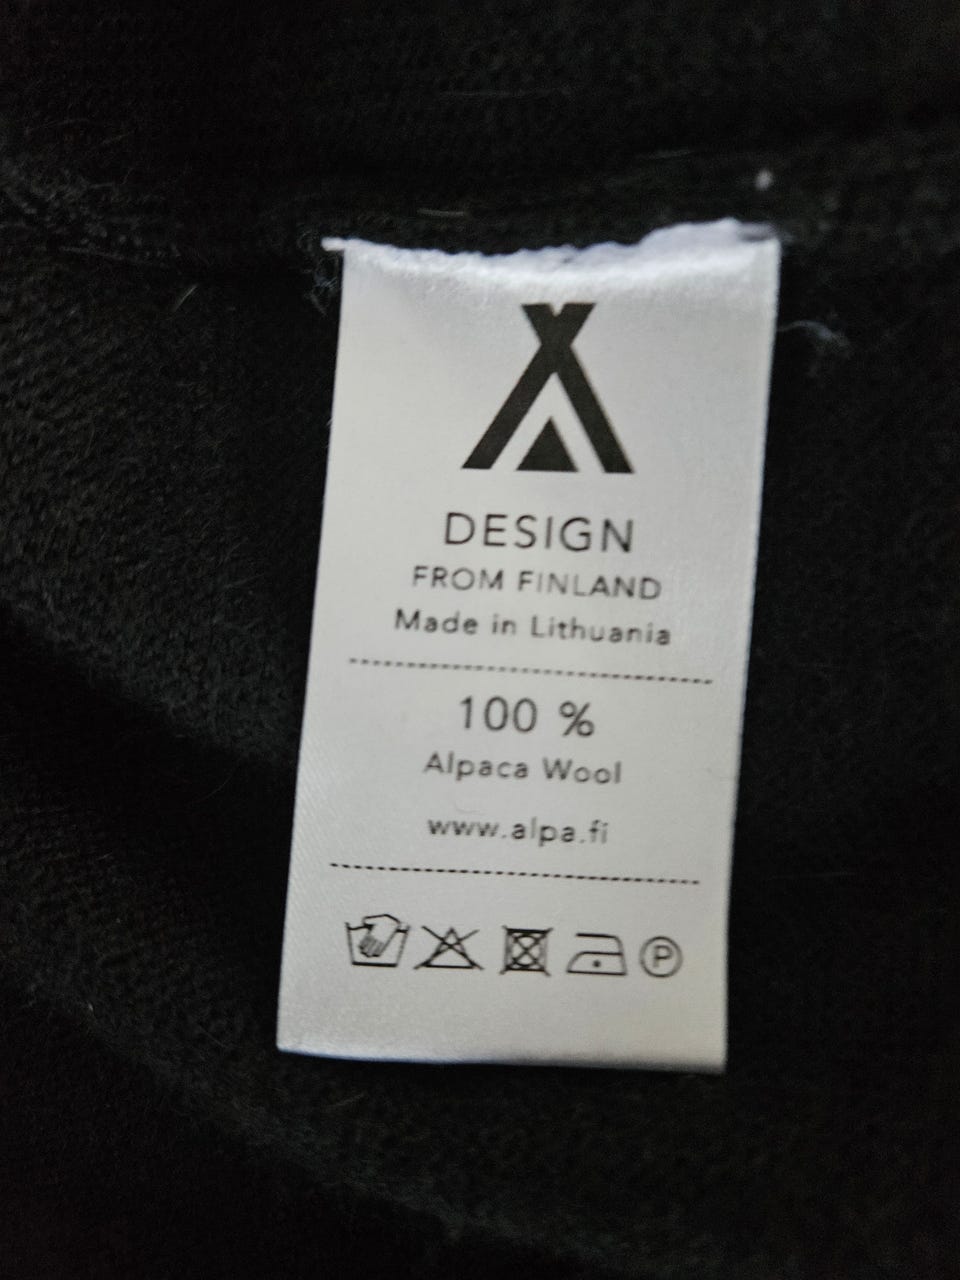 DESIGN
FROM FINLAND
Made in Lithuania
100 %
Alpaca Wool
www.alpa.fi
P